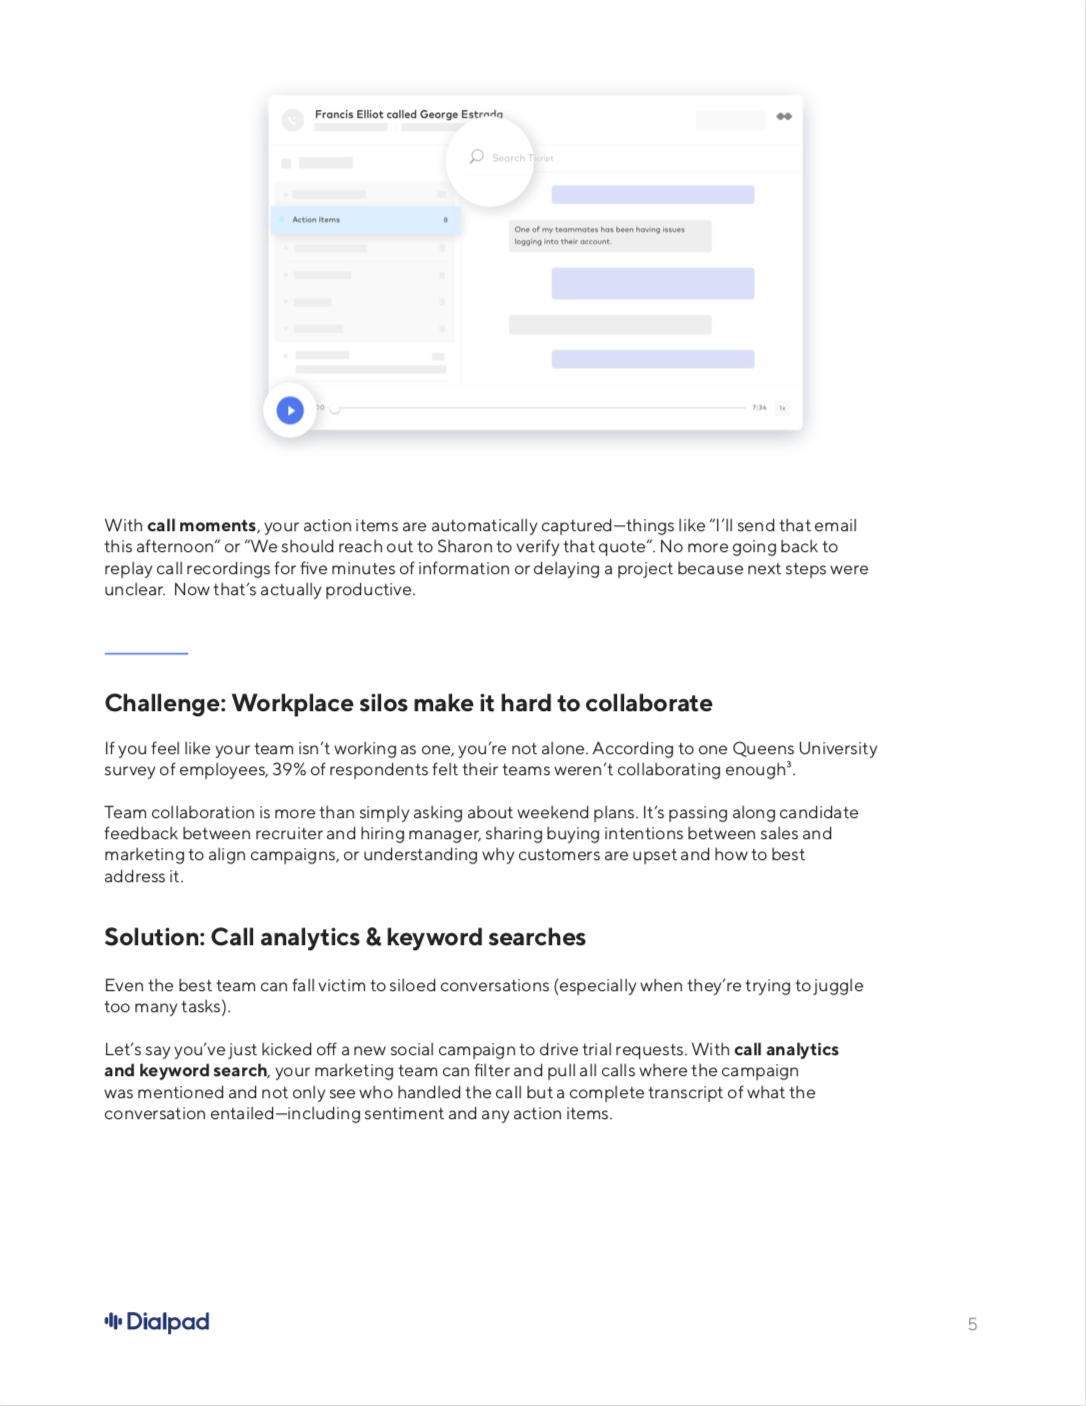 Francis Elliot called George Estrada
Search T
Action Items 8
One of my teammates has been having issues
logging into their account.
7:34 1x
With call moments, your action items are automatically captured—things like “I’ll send that email
this afternoon” or “We should reach out to Sharon to verify that quote”. No more going back to
replay call recordings for five minutes of information or delaying a project because next steps were
unclear.  Now that’s actually productive.
Challenge: Workplace silos make it hard to collaborate
If you feel like your team isn’t working as one, you’re not alone. According to one Queens University
survey of employees, 39% of respondents felt their teams weren’t collaborating enough³.
Team collaboration is more than simply asking about weekend plans. It’s passing along candidate
feedback between recruiter and hiring manager, sharing buying intentions between sales and
marketing to align campaigns, or understanding why customers are upset and how to best
address it.
Solution: Call analytics & keyword searches
Even the best team can fall victim to siloed conversations (especially when they’re trying to juggle
too many tasks).
Let’s say you’ve just kicked off a new social campaign to drive trial requests. With call analytics
and keyword search, your marketing team can filter and pull all calls where the campaign
was mentioned and not only see who handled the call but a complete transcript of what the
conversation entailed—including sentiment and any action items.
Dialpad
5